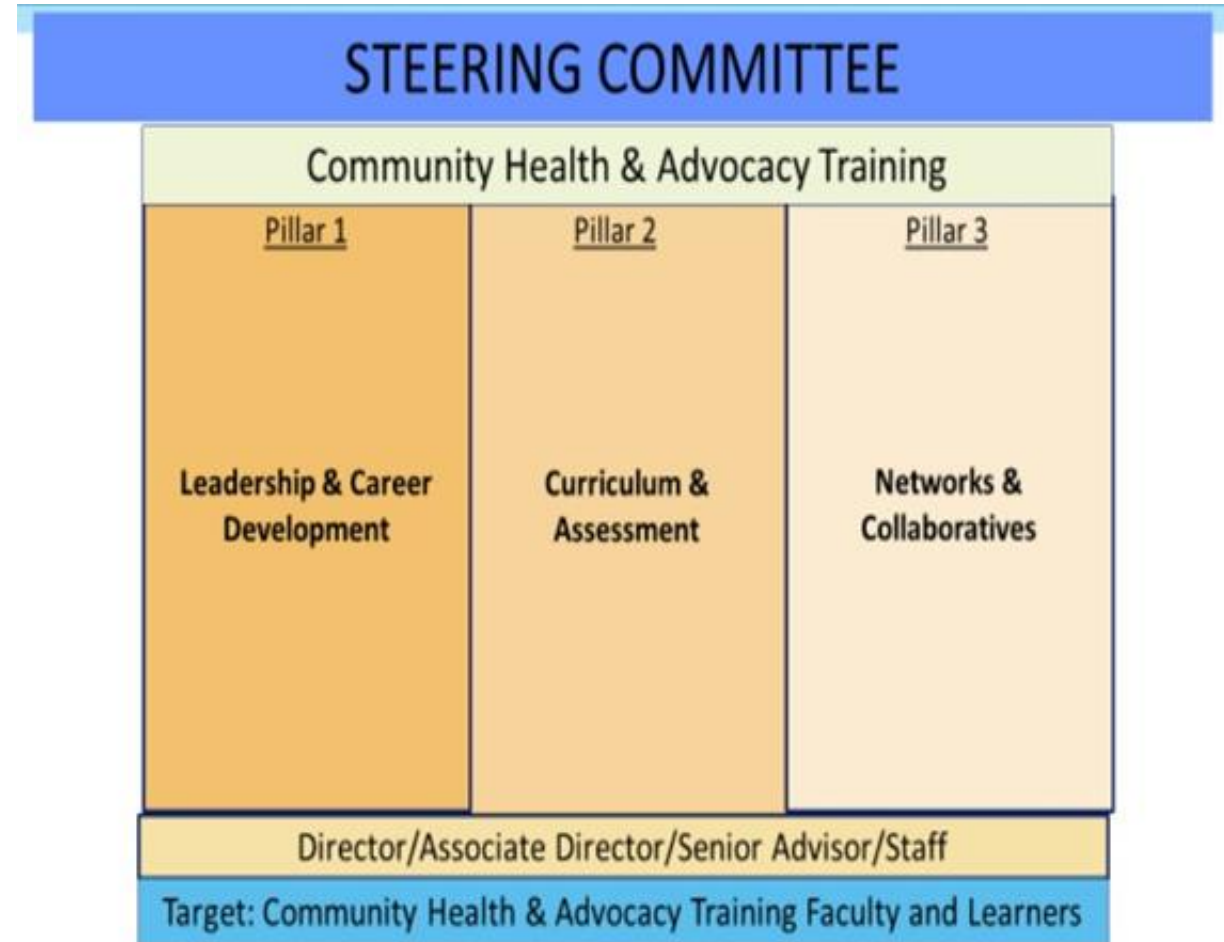 STEERING COMMITTEE
Community Health & Advocacy Training
Pillar 1
Leadership & Career
Development
Pillar 2
Curriculum &
Assessment
Pillar 3
Networks &
Collaboratives
Director/Associate Director/Senior Advisor/Staff
Target: Community Health & Advocacy Training Faculty and Learners